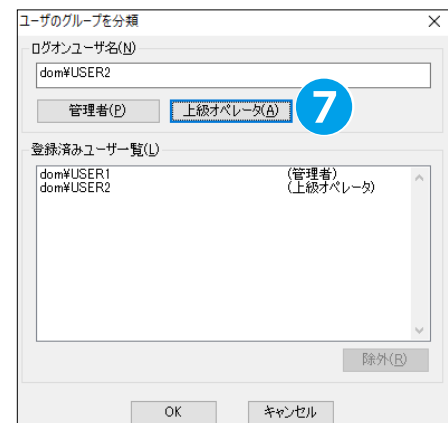 ユーザのグループを分類
ログオンユーザ名(N)
dom¥USER2
管理者(P) 上級オペレータ(A) 7
登録済みユーザ一覧(L)
dom¥USER1 (管理者)
dom¥USER2 (上級オペレータ)
除外(R)
OK キャンセル